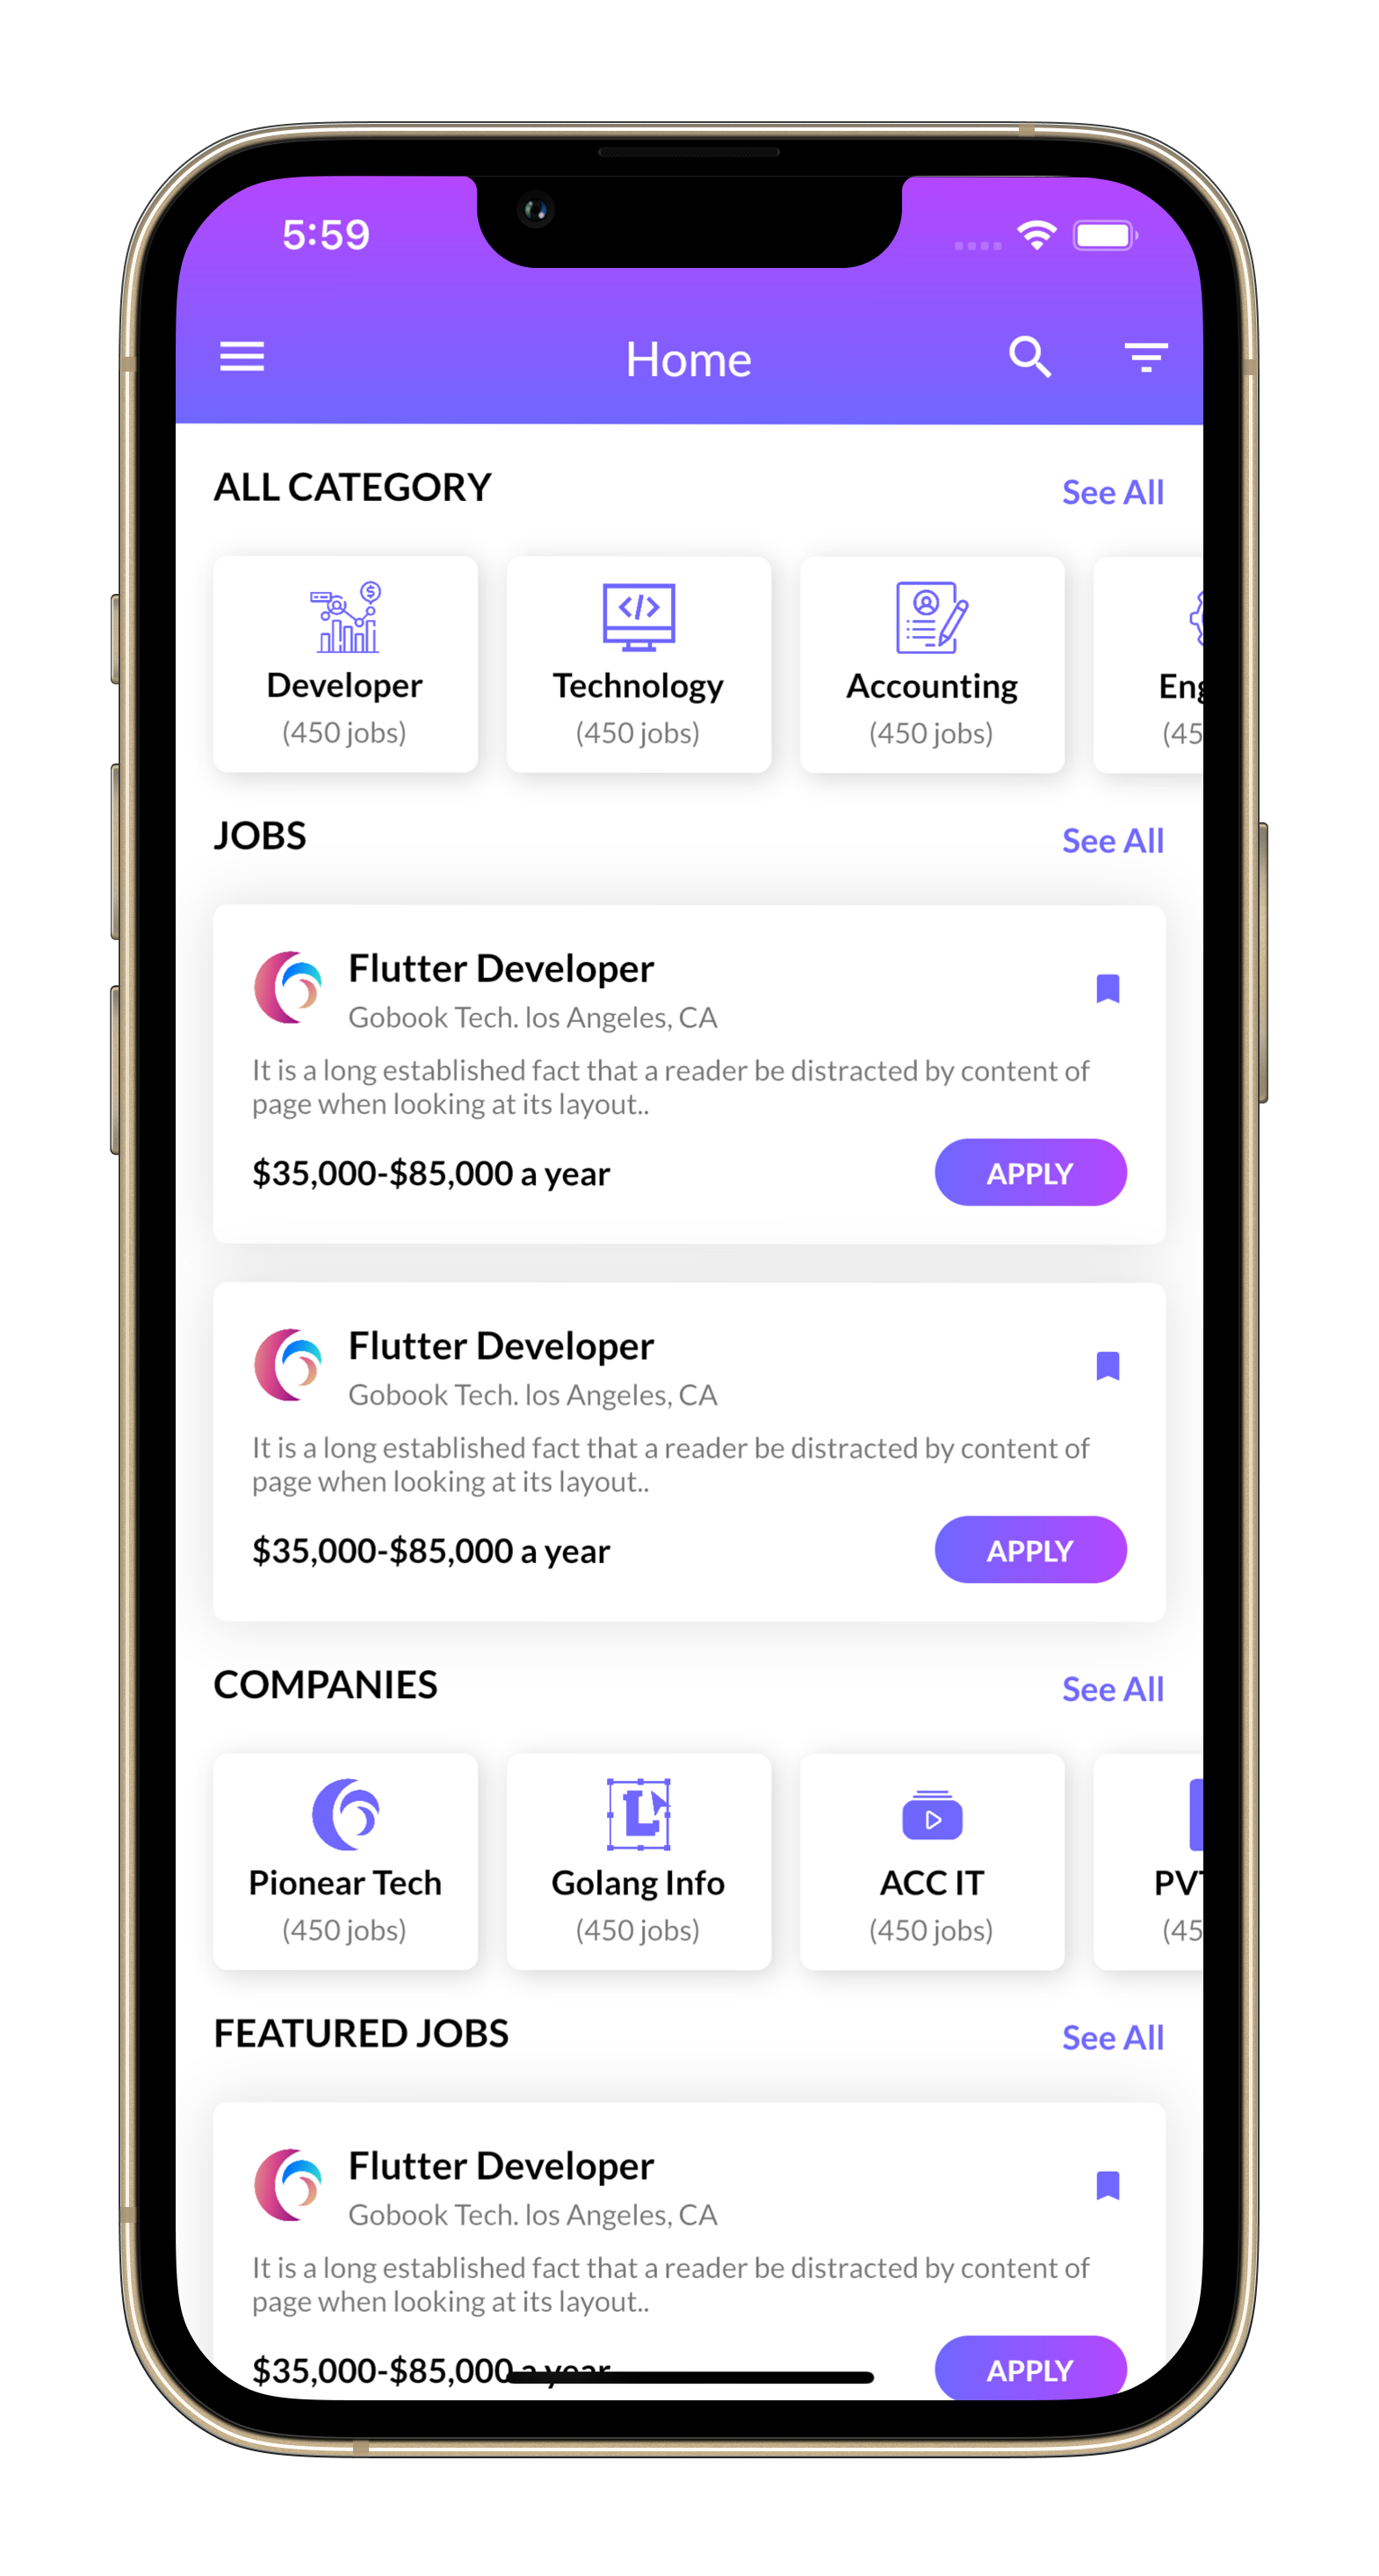 5:59
Home
ALL CATEGORY
See All
Developer
Technology
Accounting
Eng
(450 jobs)
(450 jobs)
(450 jobs)
(45
JOBS
See All
Flutter Developer
Gobook Tech. los Angeles, CA
It is a long established fact that a reader be distracted by content of
page when looking at its layout..
$35,000-$85,000 a year
APPLY
Flutter Developer
Gobook Tech. los Angeles, CA
It is a long established fact that a reader be distracted by content of
page when looking at its layout..
$35,000-$85,000 a year
APPLY
COMPANIES
See All
Pionear Tech
Golang Info
ACC IT
PVT
(450 jobs)
(450 jobs)
(450 jobs)
(45
FEATURED JOBS
See All
Flutter Developer
Gobook Tech. los Angeles, CA
It is a long established fact that a reader be distracted by content of
page when looking at its layout..
$35,000-$85,000 a year
APPLY